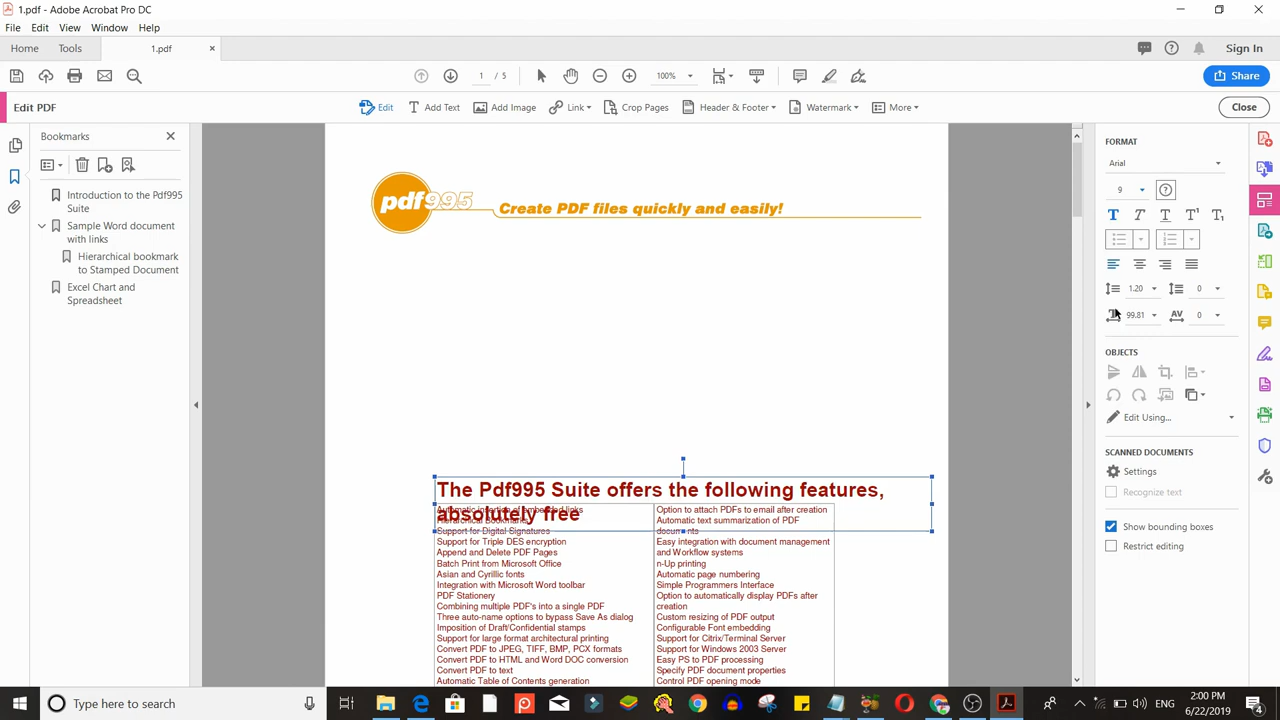 1.pdf - Adobe Acrobat Pro DC
File Edit View Window Help
Home Tools 1.pdf
Sign In
1 / 5
100%
Share
Edit PDF
Edit Add Text Add Image Link Crop Pages Header & Footer Watermark More
Close
Bookmarks
Introduction to the Pdf995
Suite
Sample Word document
with links
Hierarchical bookmark
to Stamped Document
Excel Chart and
Spreadsheet
pdf995
Create PDF files quickly and easily!
The Pdf995 Suite offers the following features,
absolutely free
Automatic insertion of embedded links
Hierarchical Bookmarks
Support for Digital Signatures
Support for Triple DES encryption
Append and Delete PDF Pages
Batch Print from Microsoft Office
Asian and Cyrillic fonts
Integration with Microsoft Word toolbar
PDF Stationery
Combining multiple PDF's into a single PDF
Three auto-name options to bypass Save As dialog
Imposition of Draft/Confidential stamps
Support for large format architectural printing
Convert PDF to JPEG, TIFF, BMP, PCX formats
Convert PDF to HTML and Word DOC conversion
Convert PDF to text
Automatic Table of Contents generation
Option to attach PDFs to email after creation
Automatic text summarization of PDF
documents
Easy integration with document management
and Workflow systems
n-Up printing
Automatic page numbering
Simple Programmers Interface
Option to automatically display PDFs after
creation
Custom resizing of PDF output
Configurable Font embedding
Support for Citrix/Terminal Server
Support for Windows 2003 Server
Easy PS to PDF processing
Specify PDF document properties
Control PDF opening mode
FORMAT
Arial
9
1.20
0
99.81
0
OBJECTS
Edit Using...
SCANNED DOCUMENTS
Settings
Recognize text
Show bounding boxes
Restrict editing
Type here to search
2:00 PM
6/22/2019